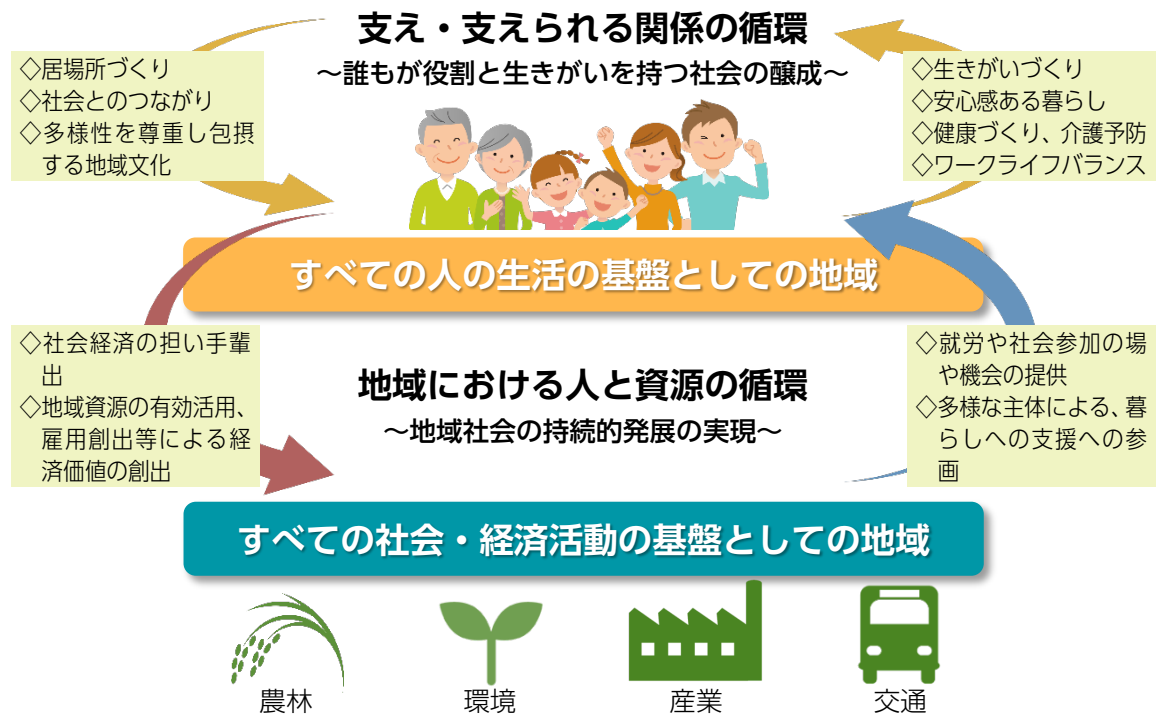 支え・支えられる関係の循環
～誰もが役割と生きがいを持つ社会の醸成～
◇居場所づくり
◇社会とのつながり
◇多様性を尊重し包摂
する地域文化
◇生きがいづくり
◇安心感ある暮らし
◇健康づくり、介護予防
◇ワークライフバランス
すべての人の生活の基盤としての地域
◇社会経済の担い手輩
出
◇地域資源の有効活用、
雇用創出等による経
済価値の創出
地域における人と資源の循環
～地域社会の持続的発展の実現～
◇就労や社会参加の場
や機会の提供
◇多様な主体による、暮
らしへの支援への参
画
すべての社会・経済活動の基盤としての地域
農林
環境
産業
交通